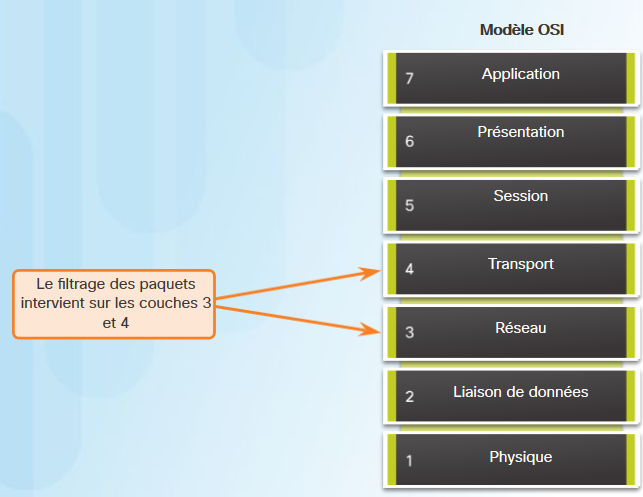 Modèle OSI
7 Application
6 Présentation
5 Session
4 Transport
Le filtrage des paquets
intervient sur les couches 3
et 4
3 Réseau
2 Liaison de données
1 Physique